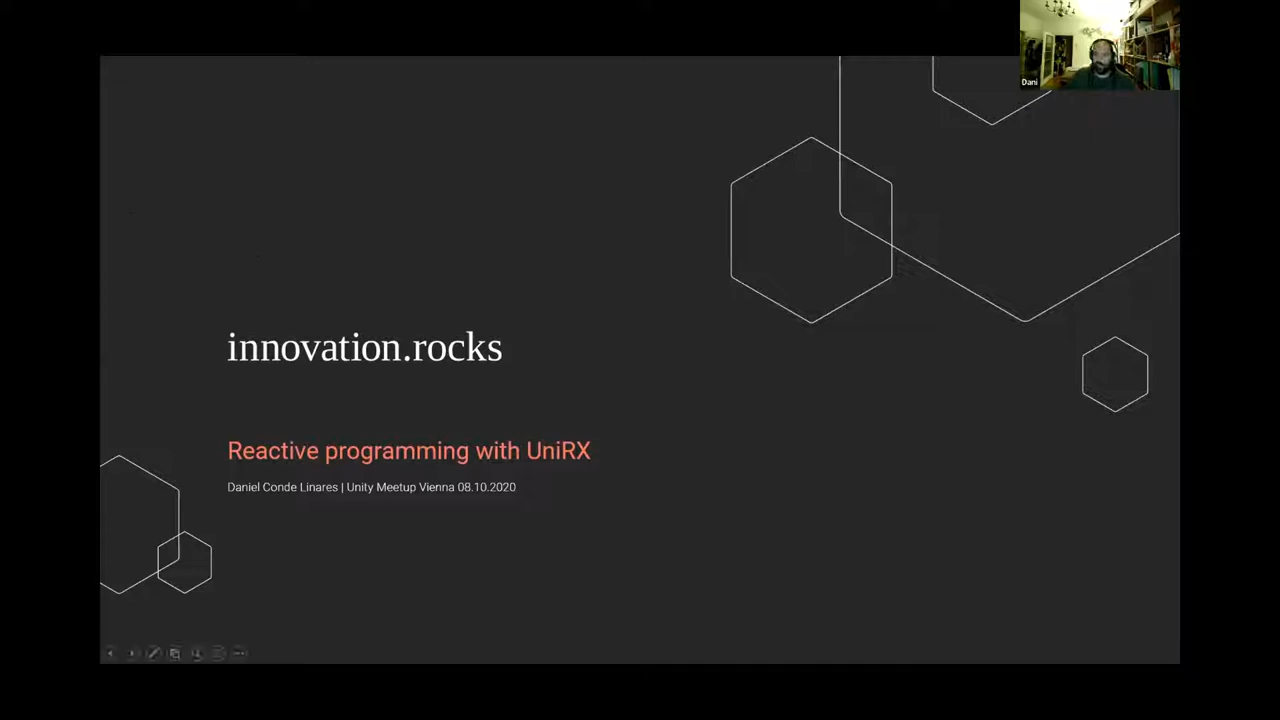 Dani
innovation.rocks
Reactive programming with UniRX
Daniel Conde Linares | Unity Meetup Vienna 08.10.2020